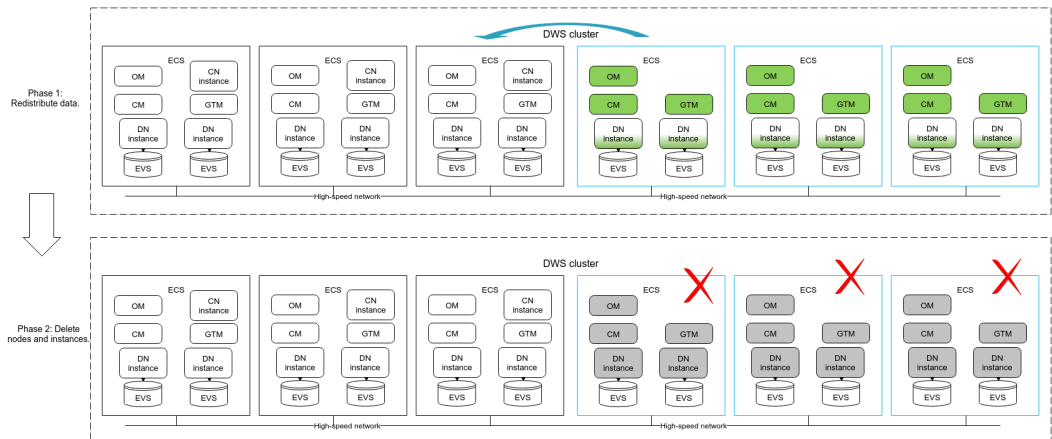 DWS cluster
Phase 1:
Redistribute data.
ECS ECS ECS ECS ECS ECS
OM CN instance OM CN instance OM CN instance OM OM OM
CM GTM CM GTM CM GTM CM GTM CM GTM CM GTM
DN instance DN instance DN instance DN instance DN instance DN instance DN instance DN instance DN instance DN instance DN instance DN instance
EVS EVS EVS EVS EVS EVS EVS EVS EVS EVS EVS EVS
High-speed network High-speed network
DWS cluster
Phase 2: Delete
nodes and instances.
ECS ECS ECS ECS ECS ECS
OM CN instance OM CN instance OM CN instance OM OM OM
CM GTM CM GTM CM GTM CM GTM CM GTM CM GTM
DN instance DN instance DN instance DN instance DN instance DN instance DN instance DN instance DN instance DN instance DN instance DN instance
EVS EVS EVS EVS EVS EVS EVS EVS EVS EVS EVS EVS
High-speed network High-speed network